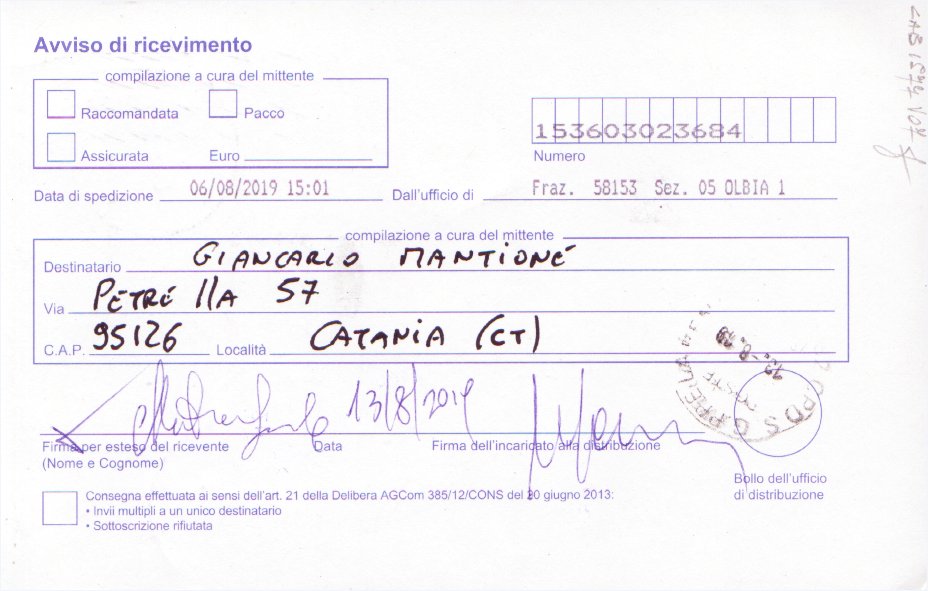 Avviso di ricevimento
compilazione a cura del mittente
Raccomandata Pacco
Assicurata Euro
153603023684
Numero
Data di spedizione 06/08/2019 15:01 Dall'ufficio di Fraz. 58153 Sez. 05 OLBIA 1
compilazione a cura del mittente
Destinatario GIANCARLO MANTIONÉ
Via PETRÉllA 57
C.A.P. 95126 Località CATANIA (CT)
13/8/2019
Firma per esteso del ricevente Data Firma dell'incaricato alla distribuzione
(Nome e Cognome)
Bollo dell'ufficio
di distribuzione
Consegna effettuata ai sensi dell'art. 21 della Delibera AGCom 385/12/CONS del 20 giugno 2013:
• Invii multipli a un unico destinatario
• Sottoscrizione rifiutata